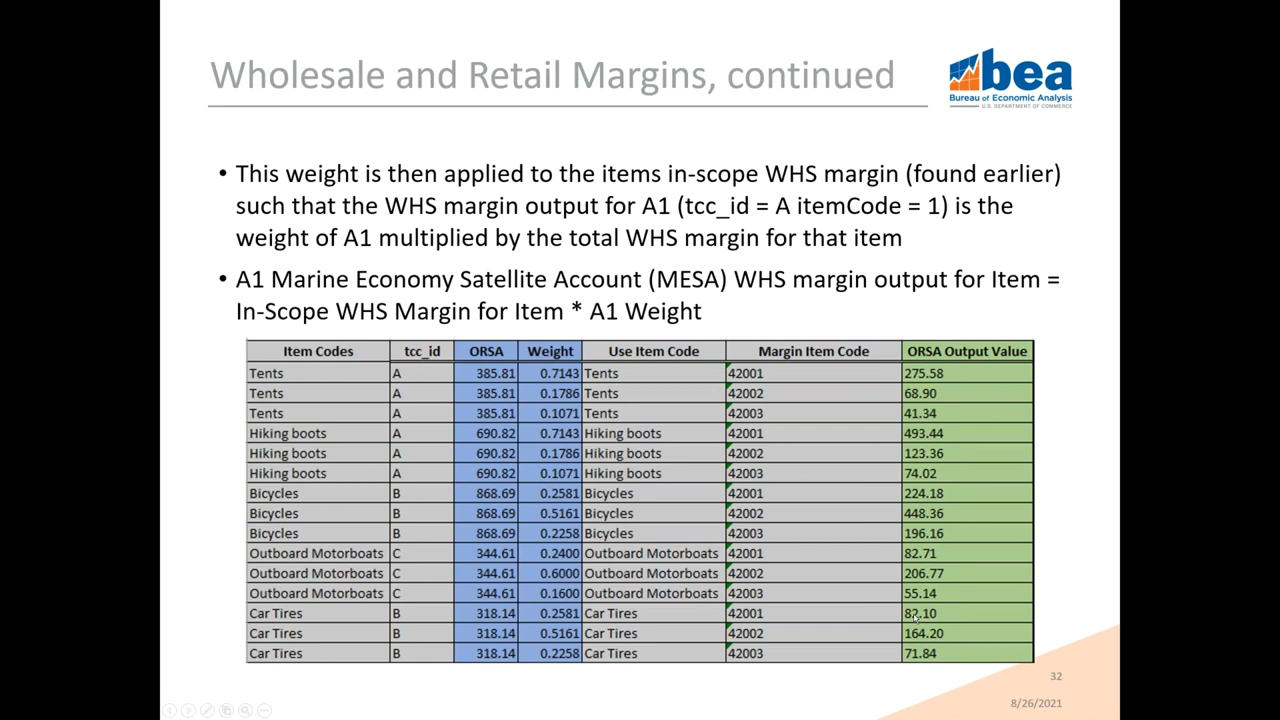 Wholesale and Retail Margins, continued
bea
Bureau of Economic Analysis
U.S. DEPARTMENT OF COMMERCE
• This weight is then applied to the items in-scope WHS margin (found earlier)
such that the WHS margin output for A1 (tcc_id = A itemCode = 1) is the
weight of A1 multiplied by the total WHS margin for that item
• A1 Marine Economy Satellite Account (MESA) WHS margin output for Item =
In-Scope WHS Margin for Item * A1 Weight
Item Codes tcc_id ORSA Weight Use Item Code Margin Item Code ORSA Output Value
Tents A 385.81 0.7143 Tents 42001 275.58
Tents A 385.81 0.1786 Tents 42002 68.90
Tents A 385.81 0.1071 Tents 42003 41.34
Hiking boots A 690.82 0.7143 Hiking boots 42001 493.44
Hiking boots A 690.82 0.1786 Hiking boots 42002 123.36
Hiking boots A 690.82 0.1071 Hiking boots 42003 74.02
Bicycles B 868.69 0.2581 Bicycles 42001 224.18
Bicycles B 868.69 0.5161 Bicycles 42002 448.36
Bicycles B 868.69 0.2258 Bicycles 42003 196.16
Outboard Motorboats C 344.61 0.2400 Outboard Motorboats 42001 82.71
Outboard Motorboats C 344.61 0.6000 Outboard Motorboats 42002 206.77
Outboard Motorboats C 344.61 0.1600 Outboard Motorboats 42003 55.14
Car Tires B 318.14 0.2581 Car Tires 42001 82.10
Car Tires B 318.14 0.5161 Car Tires 42002 164.20
Car Tires B 318.14 0.2258 Car Tires 42003 71.84
32
8/26/2021